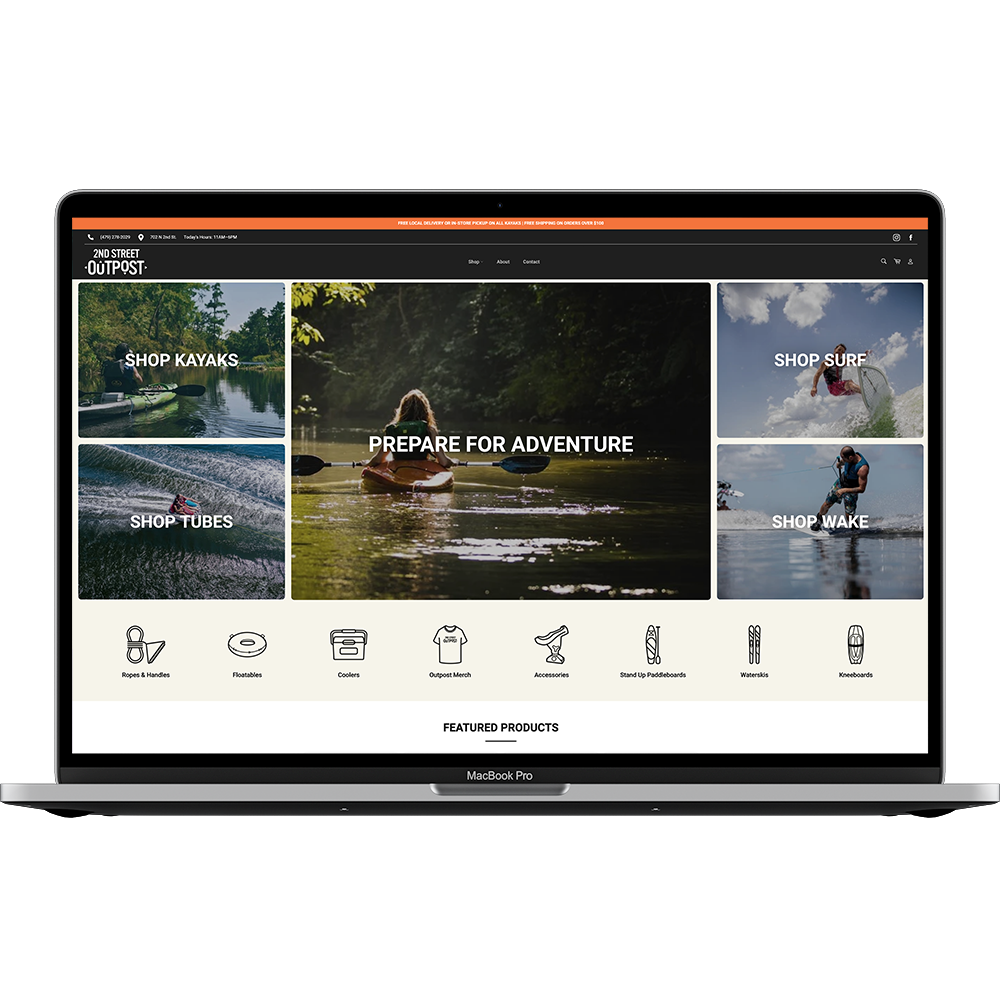 FREE LOCAL DELIVERY OR IN-STORE PICKUP ON ALL KAYAKS | FREE SHIPPING ON ORDERS OVER $100
(479) 278-2029 702 N 2nd St. Today's Hours: 11AM–6PM
2ND STREET
OUTPOST
Shop About Contact
SHOP KAYAKS
PREPARE FOR ADVENTURE
SHOP SURF
SHOP TUBES
SHOP WAKE
Ropes & Handles
Floatables
Coolers
Outpost Merch
Accessories
Stand Up Paddleboards
Waterskis
Kneeboards
FEATURED PRODUCTS
MacBook Pro